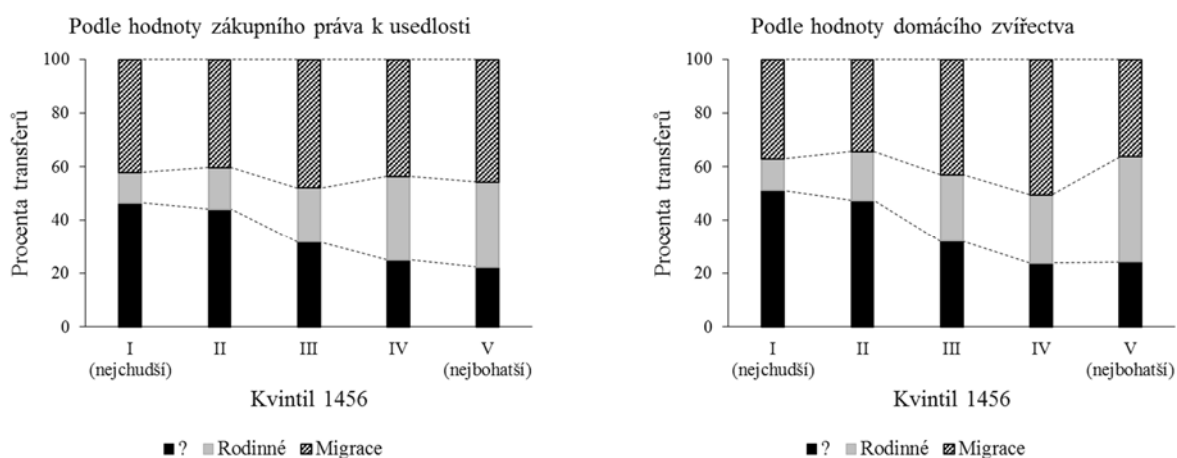 Podle hodnoty zákupního práva k usedlosti
Procenta transferů
100
80
60
40
20
0
I II III IV V
(nejchudší) (nejbohatší)
Kvintil 1456
? Rodinné Migrace
Podle hodnoty domácího zvířectva
Procenta transferů
100
80
60
40
20
0
I II III IV V
(nejchudší) (nejbohatší)
Kvintil 1456
? Rodinné Migrace